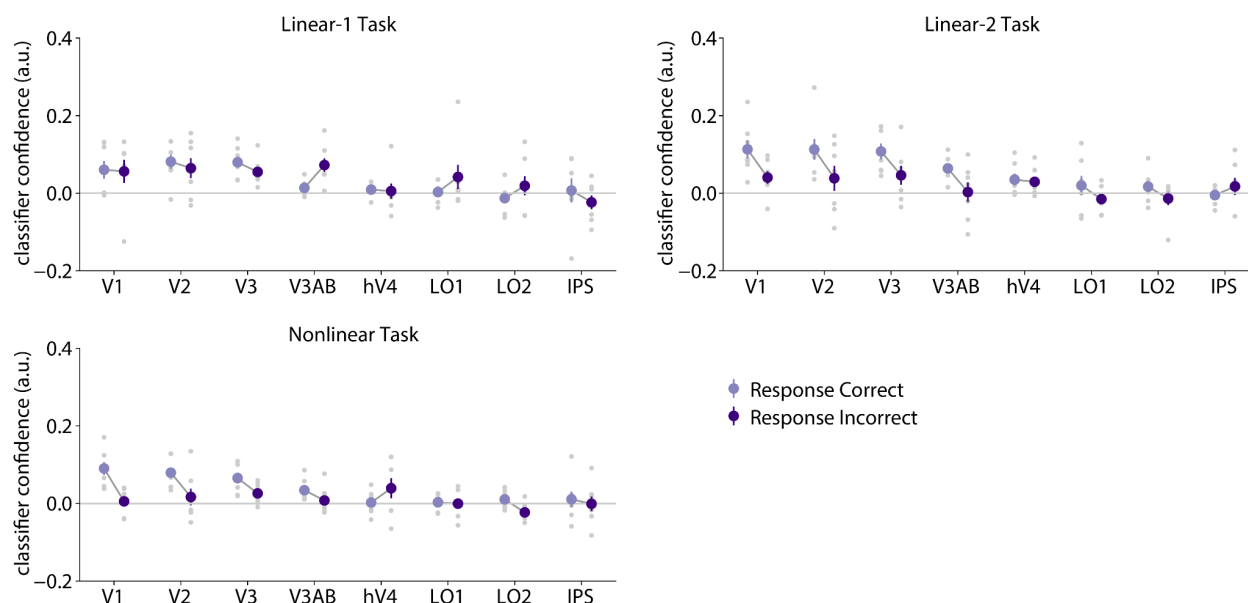 Linear-1 Task
classifier confidence (a.u.)
0.4
0.2
0.0
−0.2
V1 V2 V3 V3AB hV4 LO1 LO2 IPS
Linear-2 Task
classifier confidence (a.u.)
0.4
0.2
0.0
−0.2
V1 V2 V3 V3AB hV4 LO1 LO2 IPS
Nonlinear Task
classifier confidence (a.u.)
0.4
0.2
0.0
−0.2
V1 V2 V3 V3AB hV4 LO1 LO2 IPS
Response Correct
Response Incorrect